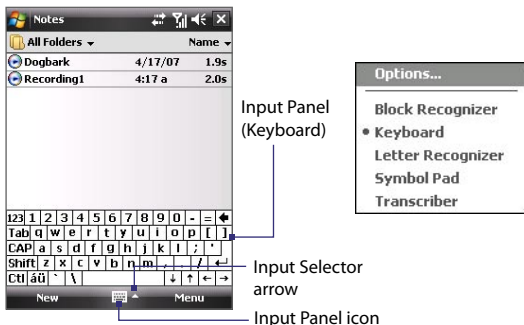 Notes
All Folders Name
Dogbark 4/17/07 1.9s
Recording1 4:17 a 2.0s
123 1 2 3 4 5 6 7 8 9 0 - =
Tab q w e r t y u i o p [ ]
CAP a s d f g h j k l ; '
Shift z x c v b n m , . /
Ctl áü ` \
New Menu
Input Panel
(Keyboard)
Input Selector
arrow
Input Panel icon
Options...
Block Recognizer
Keyboard
Letter Recognizer
Symbol Pad
Transcriber